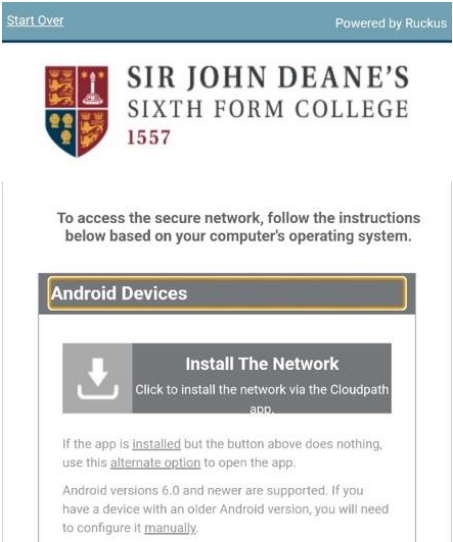 Start Over
Powered by Ruckus
SIR JOHN DEANE'S
SIXTH FORM COLLEGE
1557
To access the secure network, follow the instructions
below based on your computer's operating system.
Android Devices
Install The Network
Click to install the network via the Cloudpath
app.
If the app is installed but the button above does nothing,
use this alternate option to open the app.
Android versions 6.0 and newer are supported. If you
have a device with an older Android version, you will need
to configure it manually.